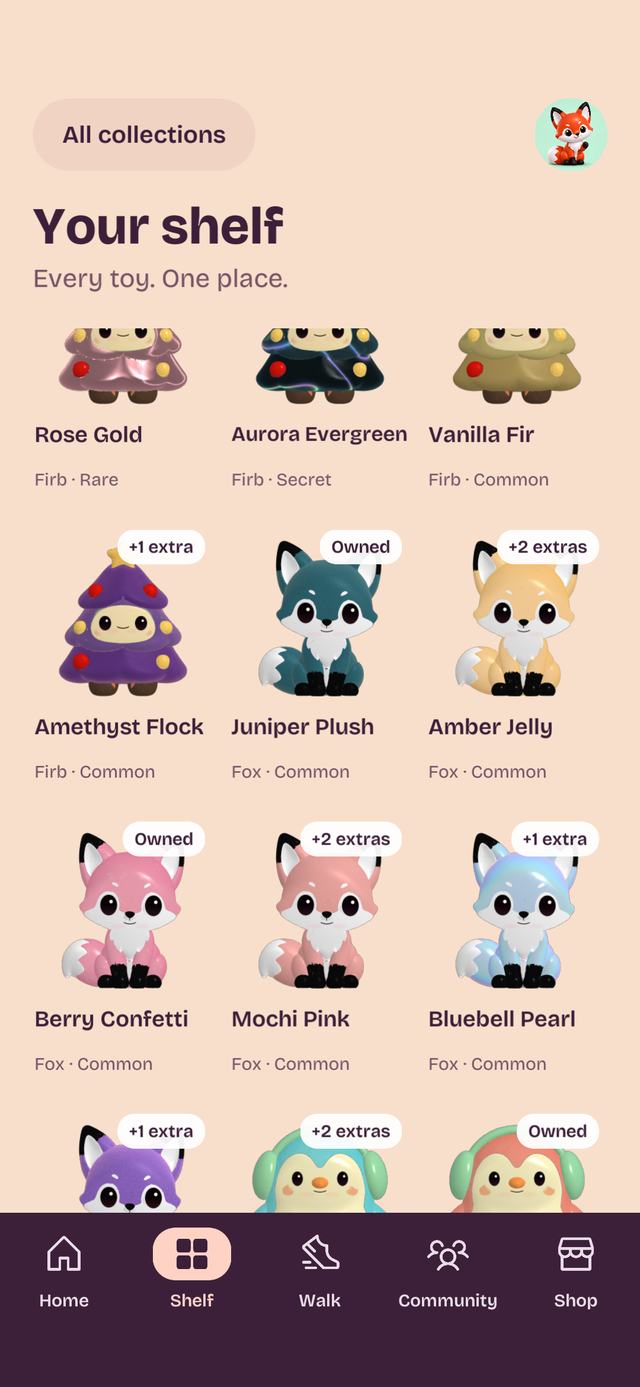 All collections
Your shelf
Every toy. One place.
Rose Gold
Aurora Evergreen
Vanilla Fir
Firb · Rare
Firb · Secret
Firb · Common
+1 extra
Owned
+2 extras
Amethyst Flock
Juniper Plush
Amber Jelly
Firb · Common
Fox · Common
Fox · Common
Owned
+2 extras
+1 extra
Berry Confetti
Mochi Pink
Bluebell Pearl
Fox · Common
Fox · Common
Fox · Common
+1 extra
+2 extras
Owned
Home
Shelf
Walk
Community
Shop